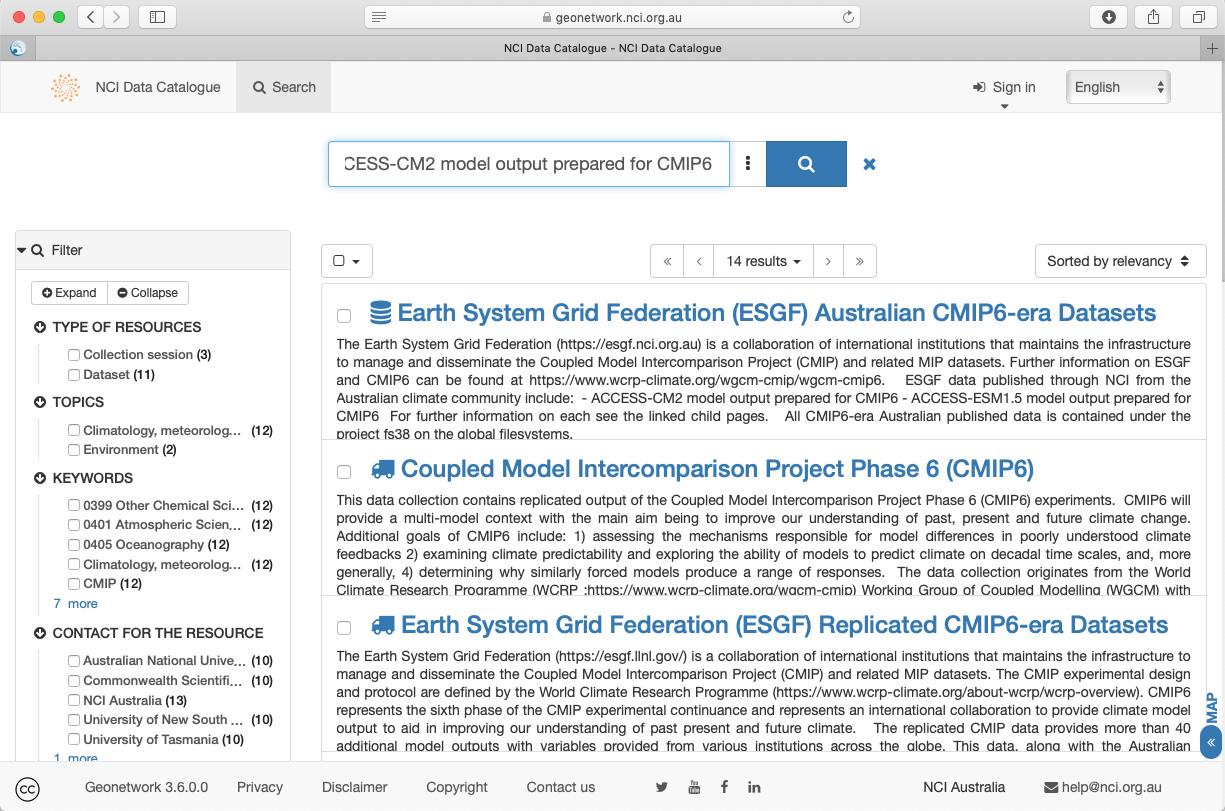 geonetwork.nci.org.au
NCI Data Catalogue - NCI Data Catalogue
NCI Data Catalogue
Search
Sign in
English
CESS-CM2 model output prepared for CMIP6
Filter
14 results
Sorted by relevancy
Expand
Collapse
TYPE OF RESOURCES
Collection session (3)
Dataset (11)
TOPICS
Climatology, meteorolog... (12)
Environment (2)
KEYWORDS
0399 Other Chemical Sci... (12)
0401 Atmospheric Scien... (12)
0405 Oceanography (12)
Climatology, meteorolog... (12)
CMIP (12)
7 more
CONTACT FOR THE RESOURCE
Australian National Unive... (10)
Commonwealth Scientifi... (10)
NCI Australia (13)
University of New South ... (10)
University of Tasmania (10)
1 more
Earth System Grid Federation (ESGF) Australian CMIP6-era Datasets
The Earth System Grid Federation (https://esgf.nci.org.au) is a collaboration of international institutions that maintains the infrastructure
to manage and disseminate the Coupled Model Intercomparison Project (CMIP) and related MIP datasets. Further information on ESGF
and CMIP6 can be found at https://www.wcrp-climate.org/wgcm-cmip/wgcm-cmip6. ESGF data published through NCI from the
Australian climate community include: - ACCESS-CM2 model output prepared for CMIP6 - ACCESS-ESM1.5 model output prepared for
CMIP6 For further information on each see the linked child pages. All CMIP6-era Australian published data is contained under the
project fs38 on the global filesystems.
Coupled Model Intercomparison Project Phase 6 (CMIP6)
This data collection contains replicated output of the Coupled Model Intercomparison Project Phase 6 (CMIP6) experiments. CMIP6 will
provide a multi-model context with the main aim being to improve our understanding of past, present and future climate change.
Additional goals of CMIP6 include: 1) assessing the mechanisms responsible for model differences in poorly understood climate
feedbacks 2) examining climate predictability and exploring the ability of models to predict climate on decadal time scales, and, more
generally, 4) determining why similarly forced models produce a range of responses. The data collection originates from the World
Climate Research Programme (WCRP ;https://www.wcrp-climate.org/wgcm-cmip) Working Group of Coupled Modelling (WGCM) with
Earth System Grid Federation (ESGF) Replicated CMIP6-era Datasets
The Earth System Grid Federation (https://esgf.llnl.gov/) is a collaboration of international institutions that maintains the infrastructure to
manage and disseminate the Coupled Model Intercomparison Project (CMIP) and related MIP datasets. The CMIP experimental design
and protocol are defined by the World Climate Research Programme (https://www.wcrp-climate.org/about-wcrp/wcrp-overview). CMIP6
represents the sixth phase of the CMIP experimental continuance and represents an international collaboration to provide climate model
output to aid in improving our understanding of past present and future climate. The replicated CMIP data provides more than 40
additional model outputs with variables provided from various institutions across the globe. This data, along with the Australian
MAP
cc
Geonetwork 3.6.0.0
Privacy
Disclaimer
Copyright
Contact us
You Tube
NCI Australia
help@nci.org.au